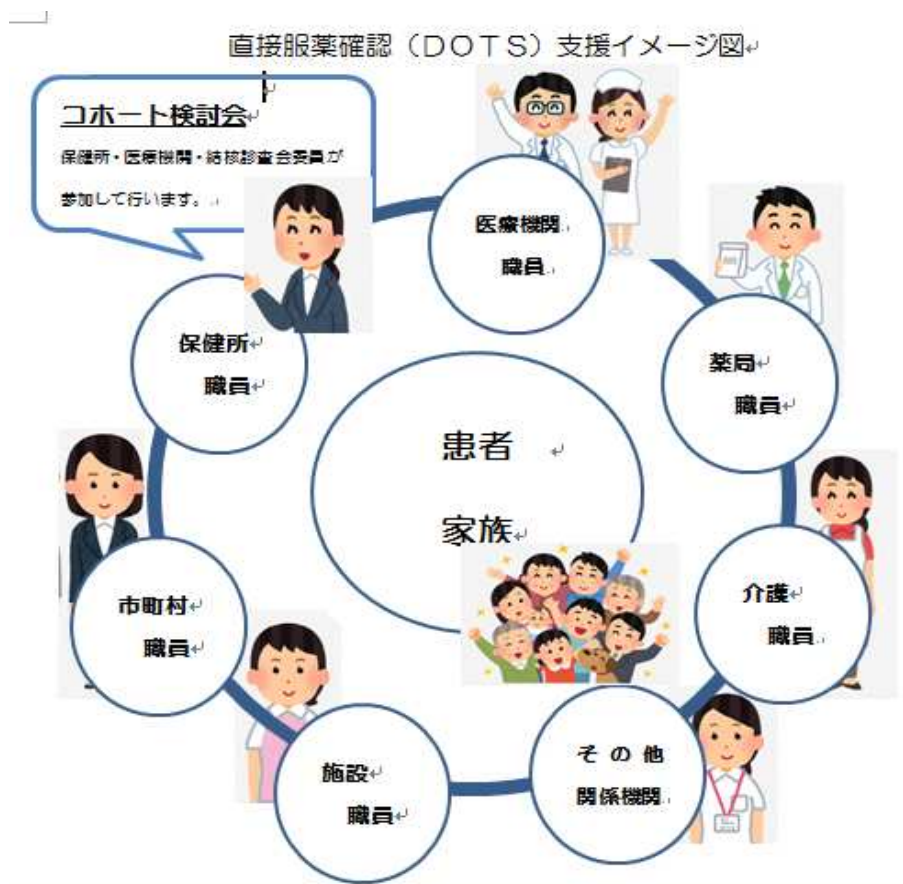 直接服薬確認（ＤＯＴＳ）支援イメージ図
コホート検討会
保健所・医療機関・結核診査会委員が
参加して行います。
医療機関
職員
保健所
職員
薬局
職員
患者
家族
市町村
職員
介護
職員
施設
職員
その他
関係機関